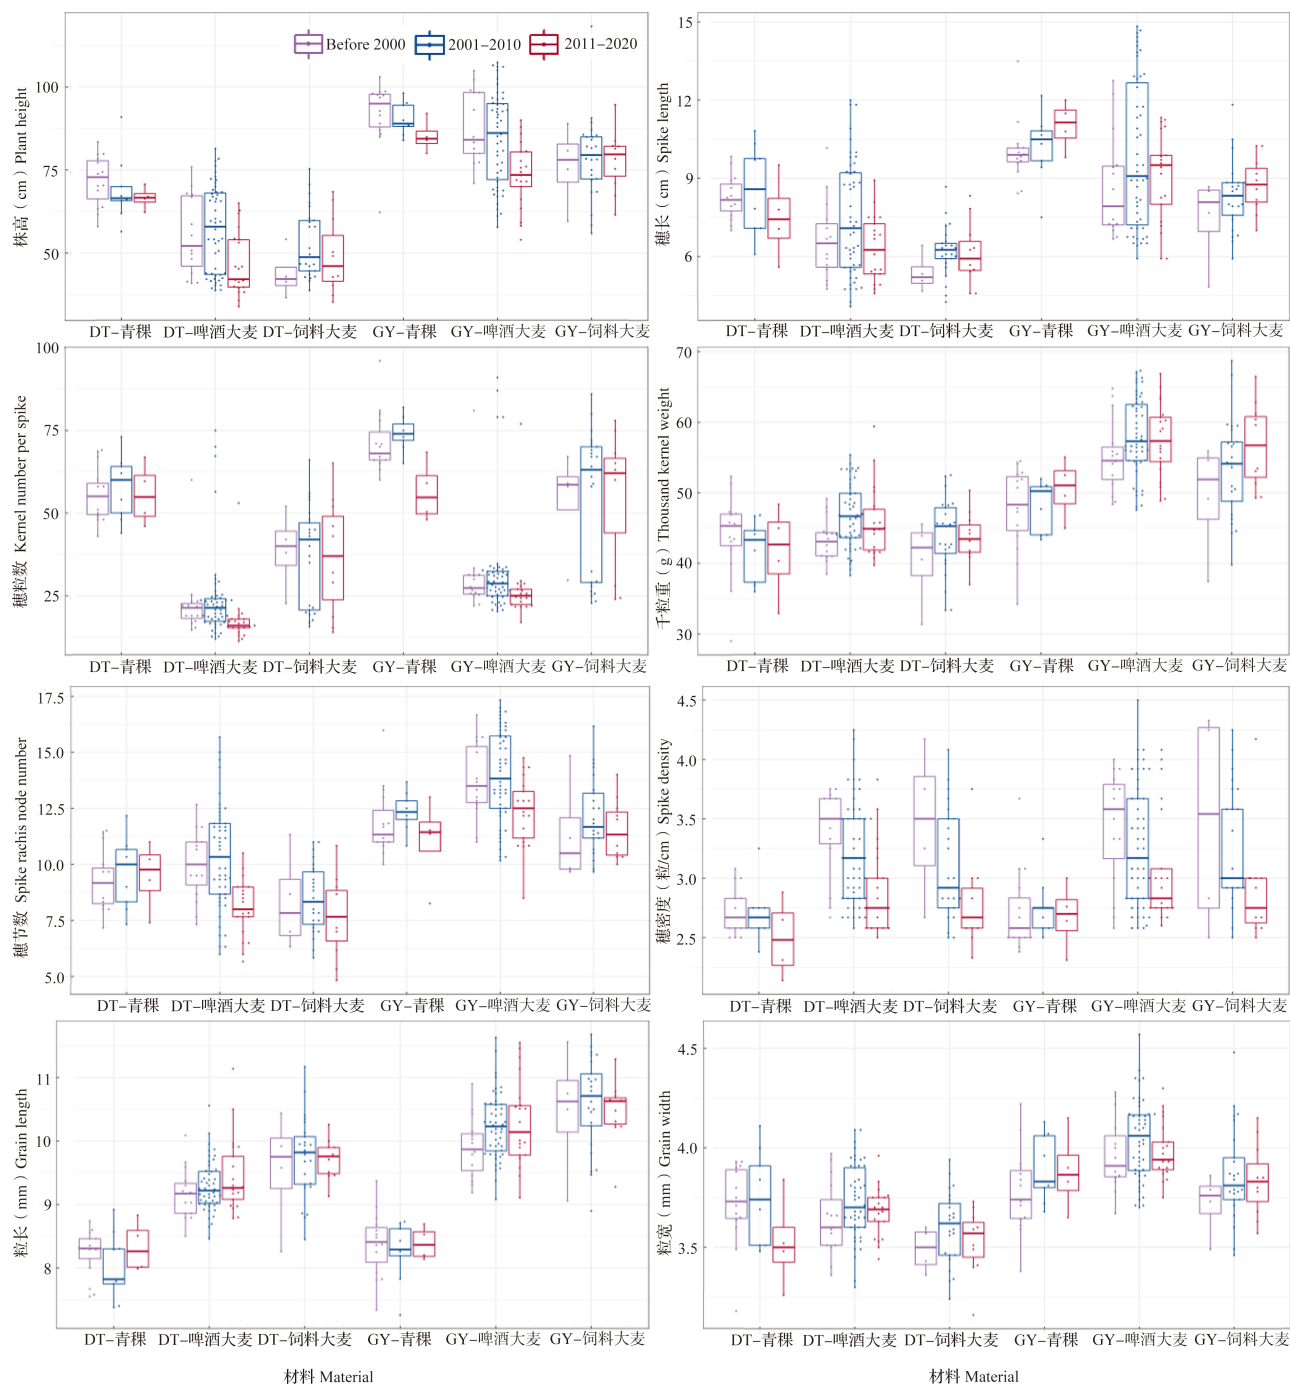 Before 2000 2001–2010 2011–2020
株高（cm）Plant height
100
75
50
DT–青稞 DT–啤酒大麦 DT–饲料大麦 GY–青稞 GY–啤酒大麦 GY–饲料大麦
穗长（cm）Spike length
15
12
9
6
DT–青稞 DT–啤酒大麦 DT–饲料大麦 GY–青稞 GY–啤酒大麦 GY–饲料大麦
穗粒数 Kernel number per spike
100
75
50
25
DT–青稞 DT–啤酒大麦 DT–饲料大麦 GY–青稞 GY–啤酒大麦 GY–饲料大麦
千粒重（g）Thousand kernel weight
70
60
50
40
30
DT–青稞 DT–啤酒大麦 DT–饲料大麦 GY–青稞 GY–啤酒大麦 GY–饲料大麦
穗节数 Spike rachis node number
17.5
15.0
12.5
10.0
7.5
5.0
DT–青稞 DT–啤酒大麦 DT–饲料大麦 GY–青稞 GY–啤酒大麦 GY–饲料大麦
穗密度（粒/cm）Spike density
4.5
4.0
3.5
3.0
2.5
DT–青稞 DT–啤酒大麦 DT–饲料大麦 GY–青稞 GY–啤酒大麦 GY–饲料大麦
粒长（mm）Grain length
11
10
9
8
DT–青稞 DT–啤酒大麦 DT–饲料大麦 GY–青稞 GY–啤酒大麦 GY–饲料大麦
材料 Material
粒宽（mm）Grain width
4.5
4.0
3.5
DT–青稞 DT–啤酒大麦 DT–饲料大麦 GY–青稞 GY–啤酒大麦 GY–饲料大麦
材料 Material